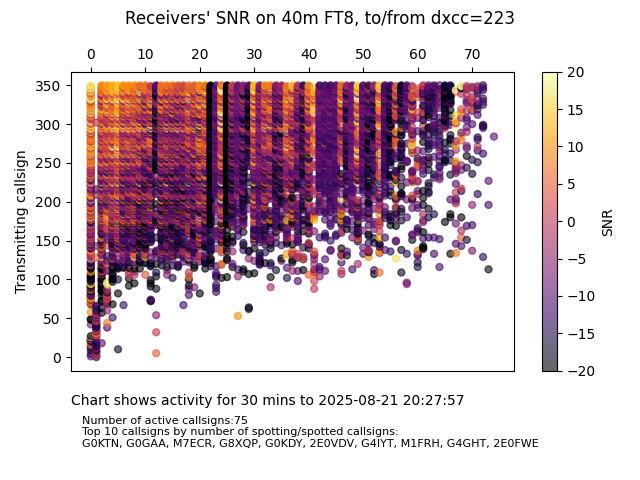 Receivers' SNR on 40m FT8, to/from dxcc=223
0 10 20 30 40 50 60 70
350
300
250
200
150
100
50
0
Transmitting callsign
20
15
10
5
0
−5
−10
−15
−20
SNR
Chart shows activity for 30 mins to 2025-08-21 20:27:57
Number of active callsigns:75
Top 10 callsigns by number of spotting/spotted callsigns:
G0KTN, G0GAA, M7ECR, G8XQP, G0KDY, 2E0VDV, G4IYT, M1FRH, G4GHT, 2E0FWE